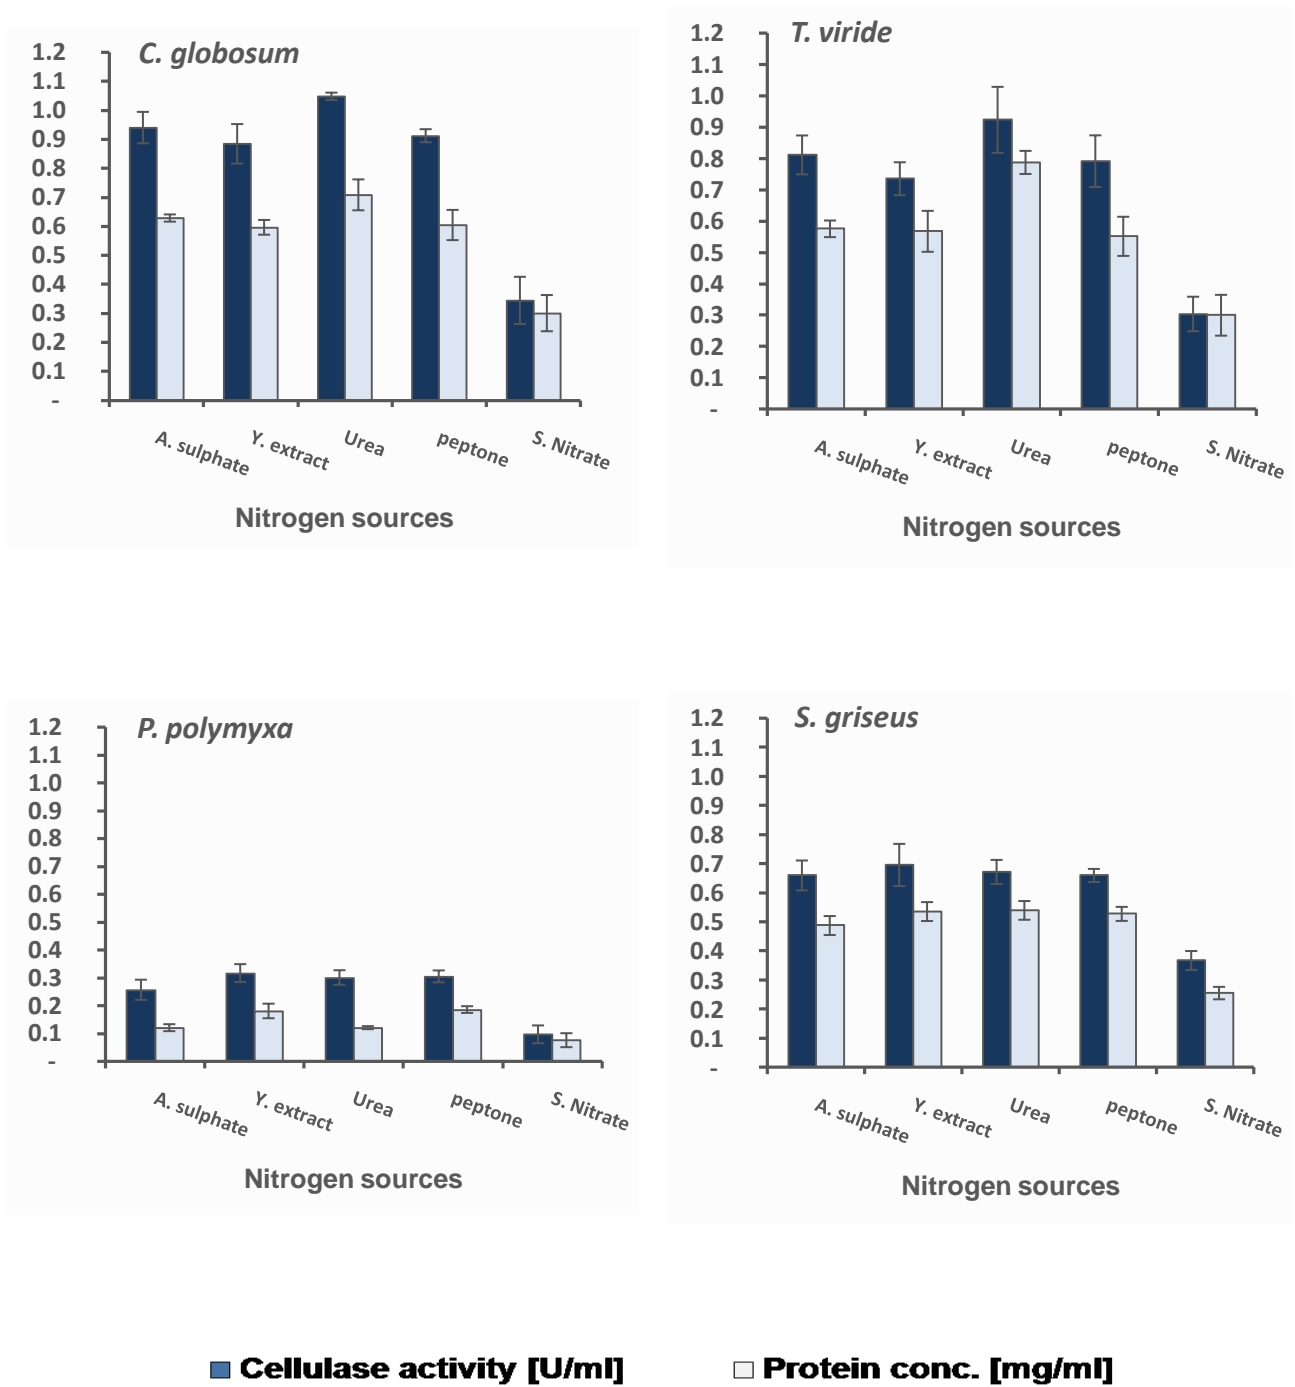 C. globosum
1.2
1.1
1.0
0.9
0.8
0.7
0.6
0.5
0.4
0.3
0.2
0.1
-
A. sulphate
Y. extract
Urea
peptone
S. Nitrate
Nitrogen sources
T. viride
1.2
1.1
1.0
0.9
0.8
0.7
0.6
0.5
0.4
0.3
0.2
0.1
-
A. sulphate
Y. extract
Urea
peptone
S. Nitrate
Nitrogen sources
P. polymyxa
1.2
1.1
1.0
0.9
0.8
0.7
0.6
0.5
0.4
0.3
0.2
0.1
-
A. sulphate
Y. extract
Urea
peptone
S. Nitrate
Nitrogen sources
S. griseus
1.2
1.1
1.0
0.9
0.8
0.7
0.6
0.5
0.4
0.3
0.2
0.1
-
A. sulphate
Y. extract
Urea
peptone
S. Nitrate
Nitrogen sources
Cellulase activity [U/ml]
Protein conc. [mg/ml]